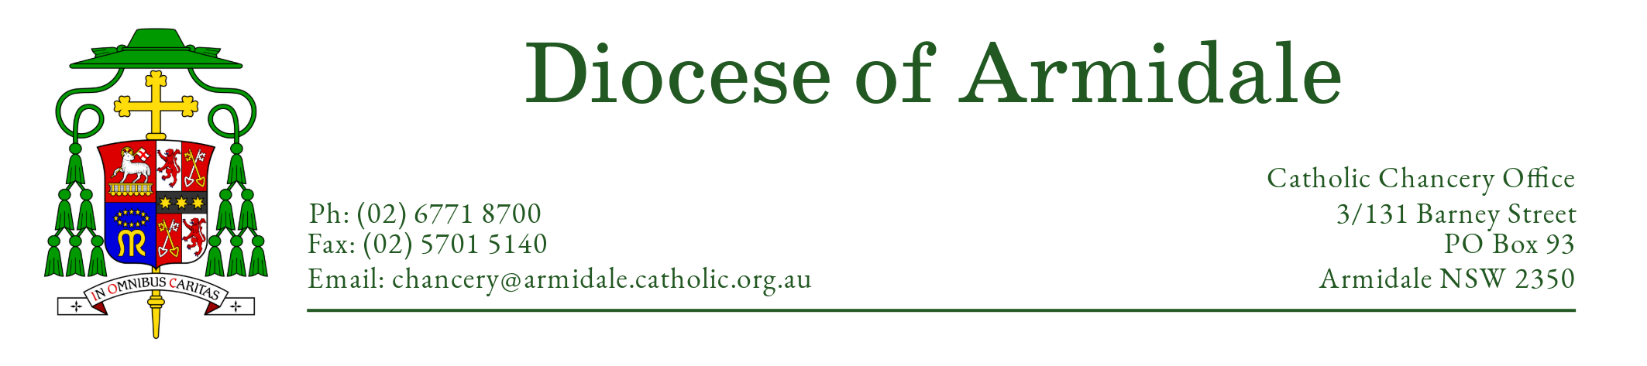 Diocese of Armidale
Catholic Chancery Office
Ph: (02) 6771 8700
3/131 Barney Street
Fax: (02) 5701 5140
PO Box 93
Email: chancery@armidale.catholic.org.au
Armidale NSW 2350
IN OMNIBUS CARITAS